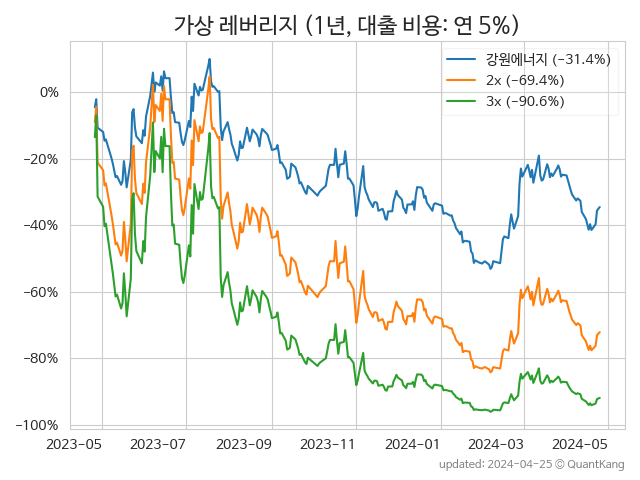 가상 레버리지 (1년, 대출 비용: 연 5%)
강원에너지 (−31.4%)
2x (−69.4%)
3x (−90.6%)
0%
−20%
−40%
−60%
−80%
−100%
2023-05 2023-07 2023-09 2023-11 2024-01 2024-03 2024-05
updated: 2024-04-25 © QuantKang